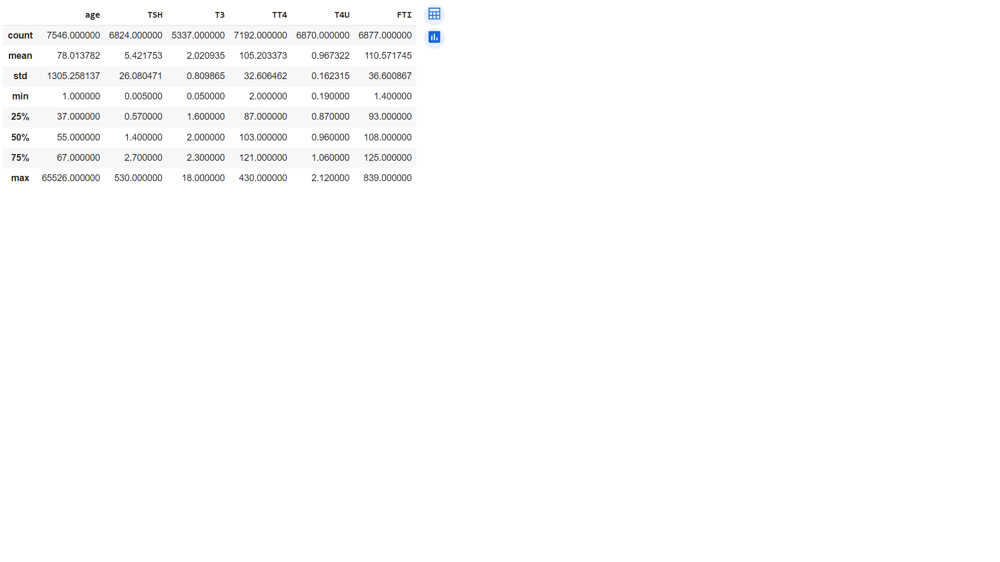 age TSH T3 TT4 T4U FTI
count 7546.000000 6824.000000 5337.000000 7192.000000 6870.000000 6877.000000
mean 78.013782 5.421753 2.020935 105.203373 0.967322 110.571745
std 1305.258137 26.080471 0.809865 32.606462 0.162315 36.600867
min 1.000000 0.005000 0.050000 2.000000 0.190000 1.400000
25% 37.000000 0.570000 1.600000 87.000000 0.870000 93.000000
50% 55.000000 1.400000 2.000000 103.000000 0.960000 108.000000
75% 67.000000 2.700000 2.300000 121.000000 1.060000 125.000000
max 65526.000000 530.000000 18.000000 430.000000 2.120000 839.000000